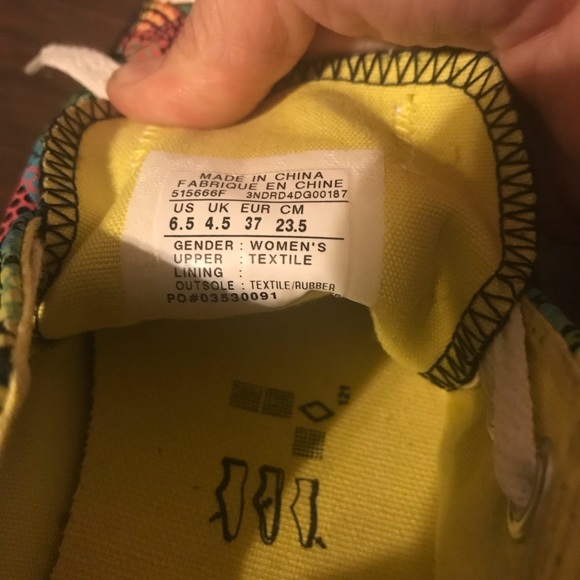 MADE IN CHINA
FABRIQUE EN CHINE
515666F 3NDRD4DG00187
US UK EUR CM
6.5 4.5 37 23.5
GENDER : WOMEN'S
UPPER : TEXTILE
LINING :
OUTSOLE : TEXTILE/RUBBER
PO#03530091
121